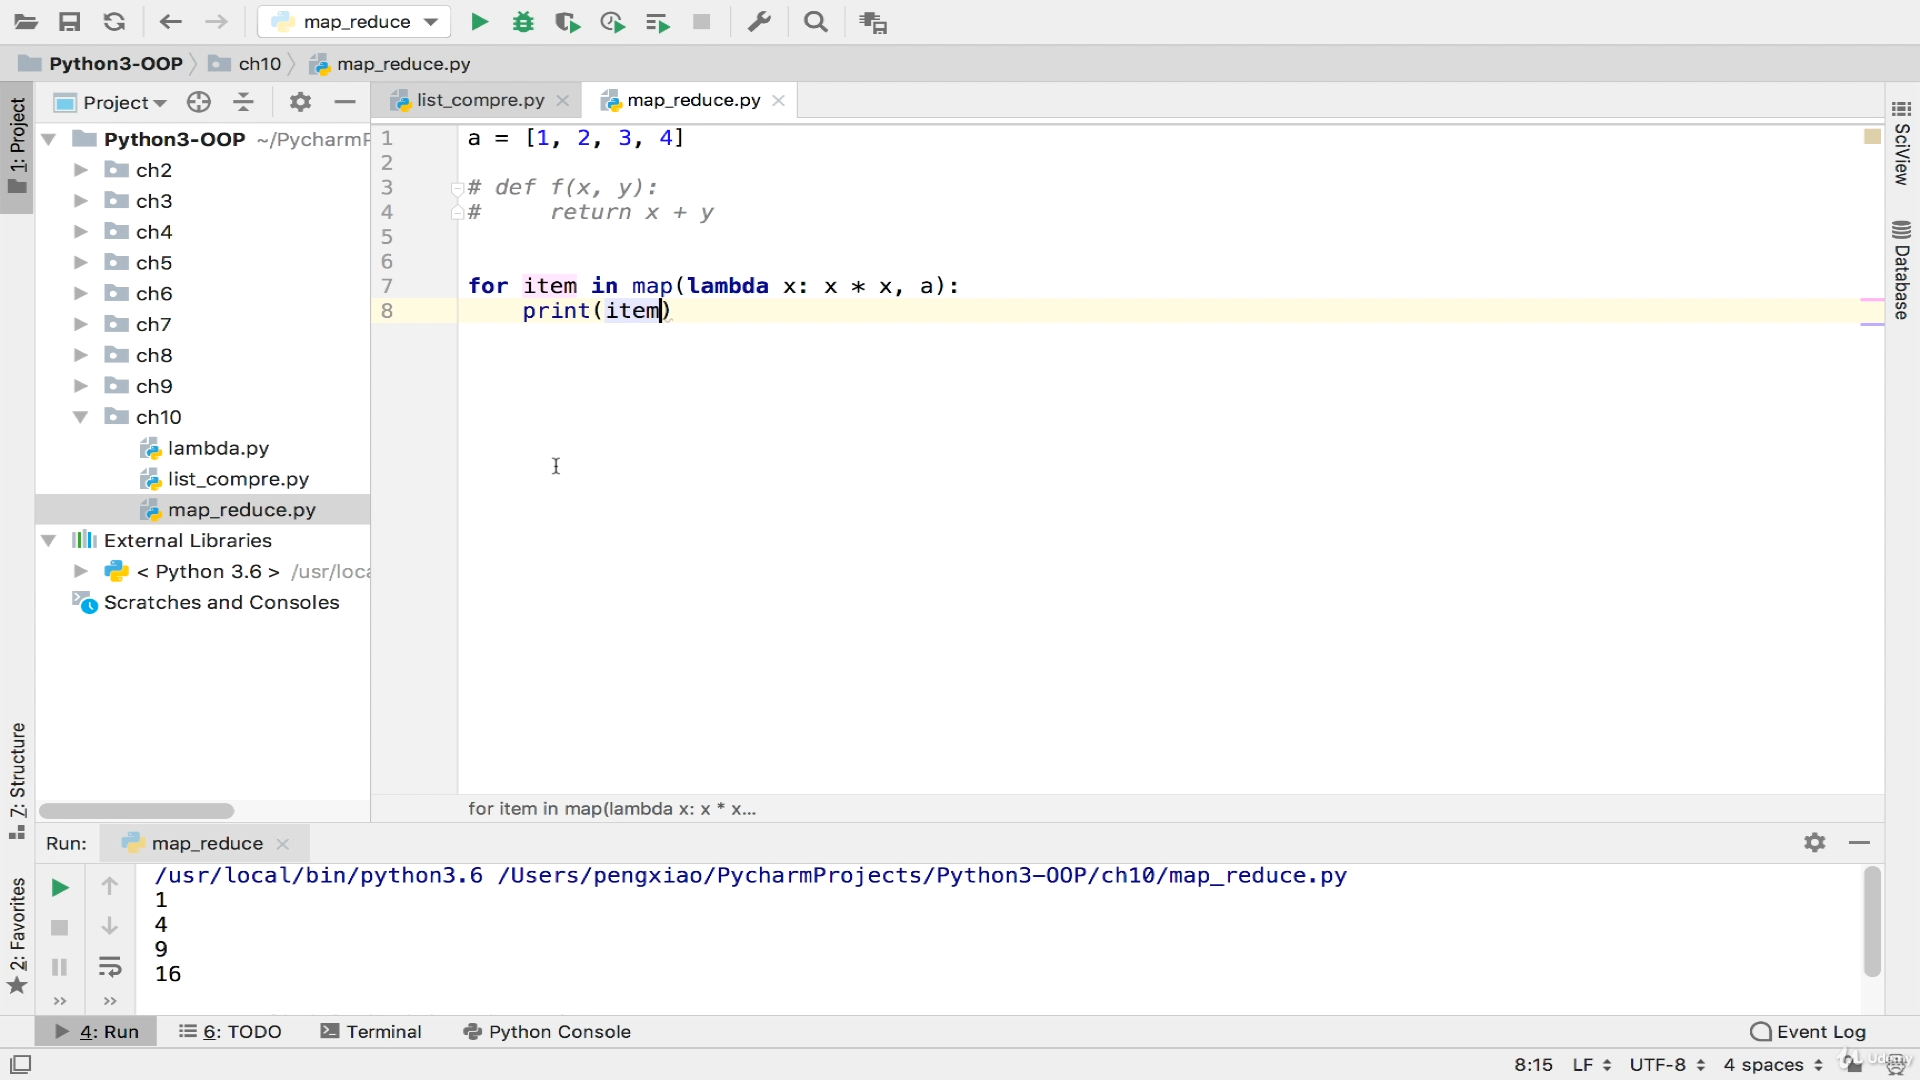 map_reduce
Python3-OOP ch10 map_reduce.py
1: Project
Project
list_compre.py
map_reduce.py
SciView
Database
Python3-OOP ~/PycharmP
ch2
ch3
ch4
ch5
ch6
ch7
ch8
ch9
ch10
lambda.py
list_compre.py
map_reduce.py
External Libraries
< Python 3.6 > /usr/loca
Scratches and Consoles
1 a = [1, 2, 3, 4]
2
3 # def f(x, y):
4 #     return x + y
5
6
7 for item in map(lambda x: x * x, a):
8     print(item)
for item in map(lambda x: x * x...
7: Structure
2: Favorites
Run: map_reduce
/usr/local/bin/python3.6 /Users/pengxiao/PycharmProjects/Python3-OOP/ch10/map_reduce.py
1
4
9
16
4: Run 6: TODO Terminal Python Console Event Log
8:15 LF UTF-8 4 spaces
Udemy